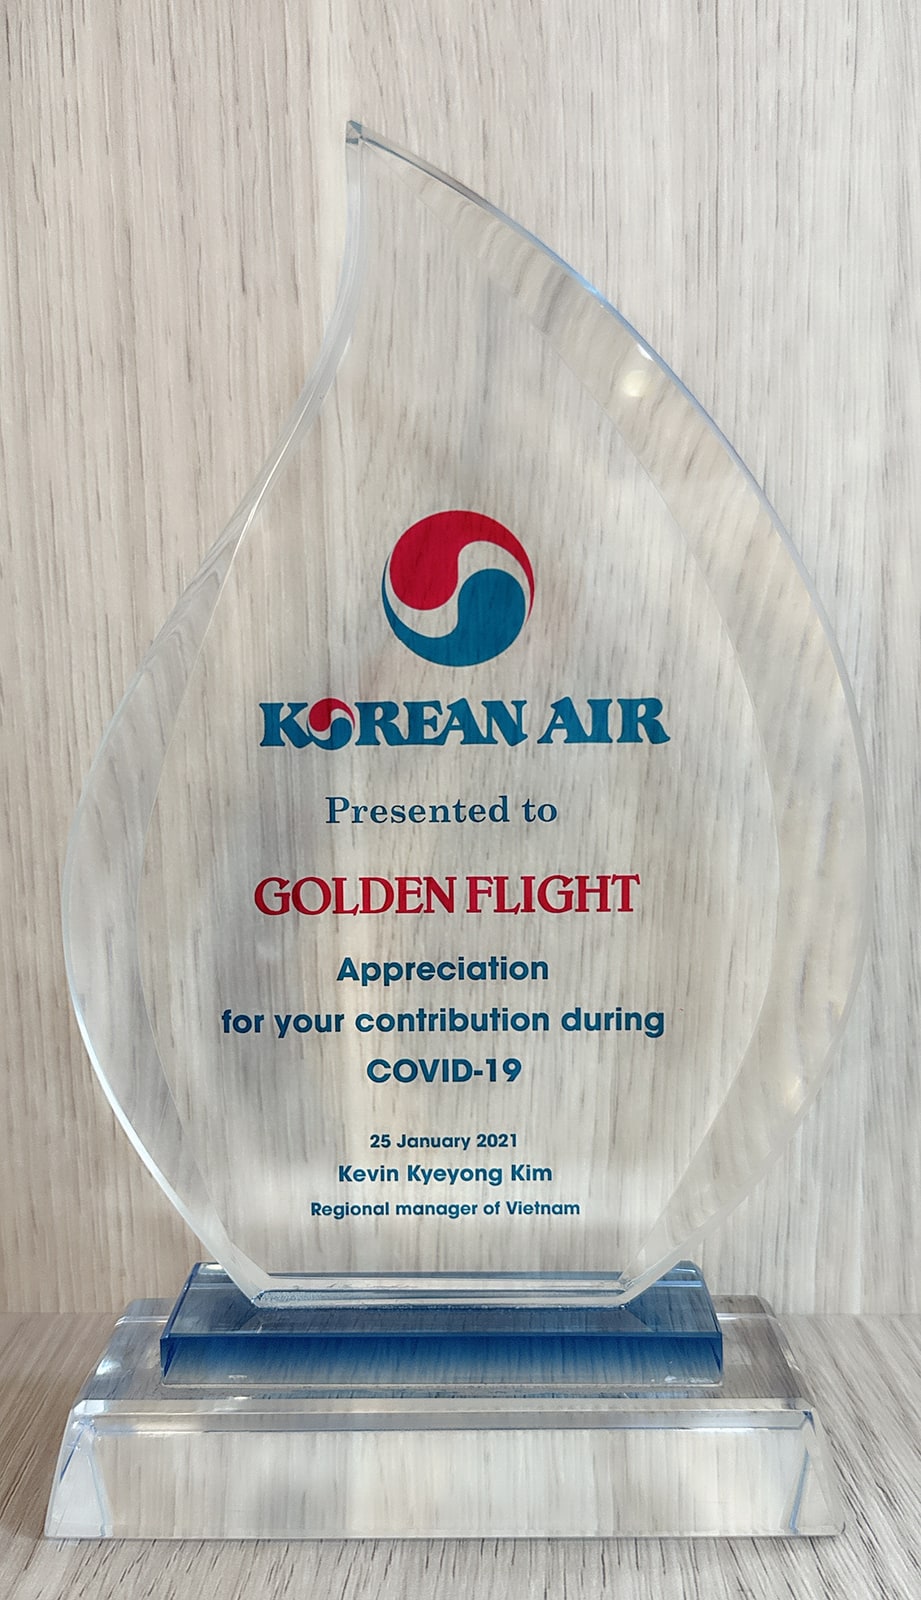 KOREAN AIR
Presented to
GOLDEN FLIGHT
Appreciation
for your contribution during
COVID-19
25 January 2021
Kevin Kyeyong Kim
Regional manager of Vietnam